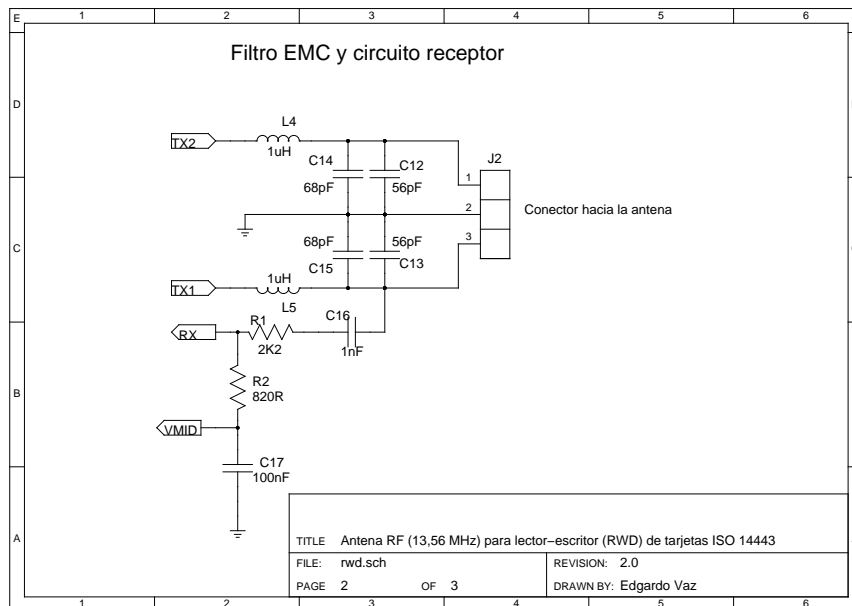 1 2 3 4 5 6
E
D
C
B
A
Filtro EMC y circuito receptor
TX2
L4
1uH
C14
68pF
C12
56pF
J2
1
2
3
Conector hacia la antena
68pF
C15
56pF
C13
TX1
1uH
L5
RX
R1
2K2
C16
1nF
R2
820R
VMID
C17
100nF
TITLE Antena RF (13,56 MHz) para lector−escritor (RWD) de tarjetas ISO 14443
FILE: rwd.sch
REVISION: 2.0
PAGE 2 OF 3
DRAWN BY: Edgardo Vaz
1 2 3 4 5 6